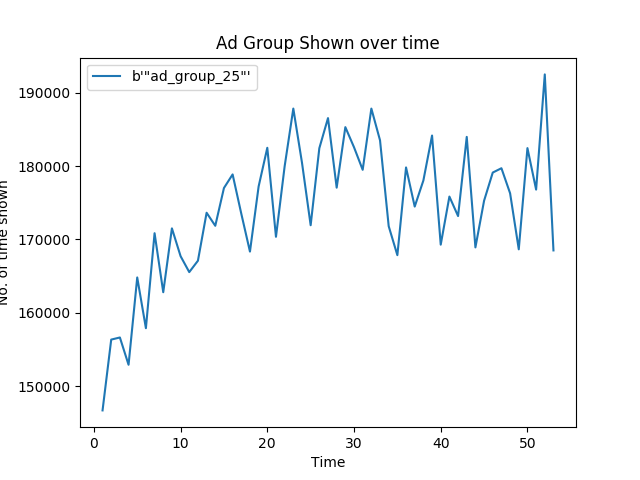 Ad Group Shown over time
b'"ad_group_25"'
190000
180000
170000
160000
150000
No. of time shown
0 10 20 30 40 50
Time